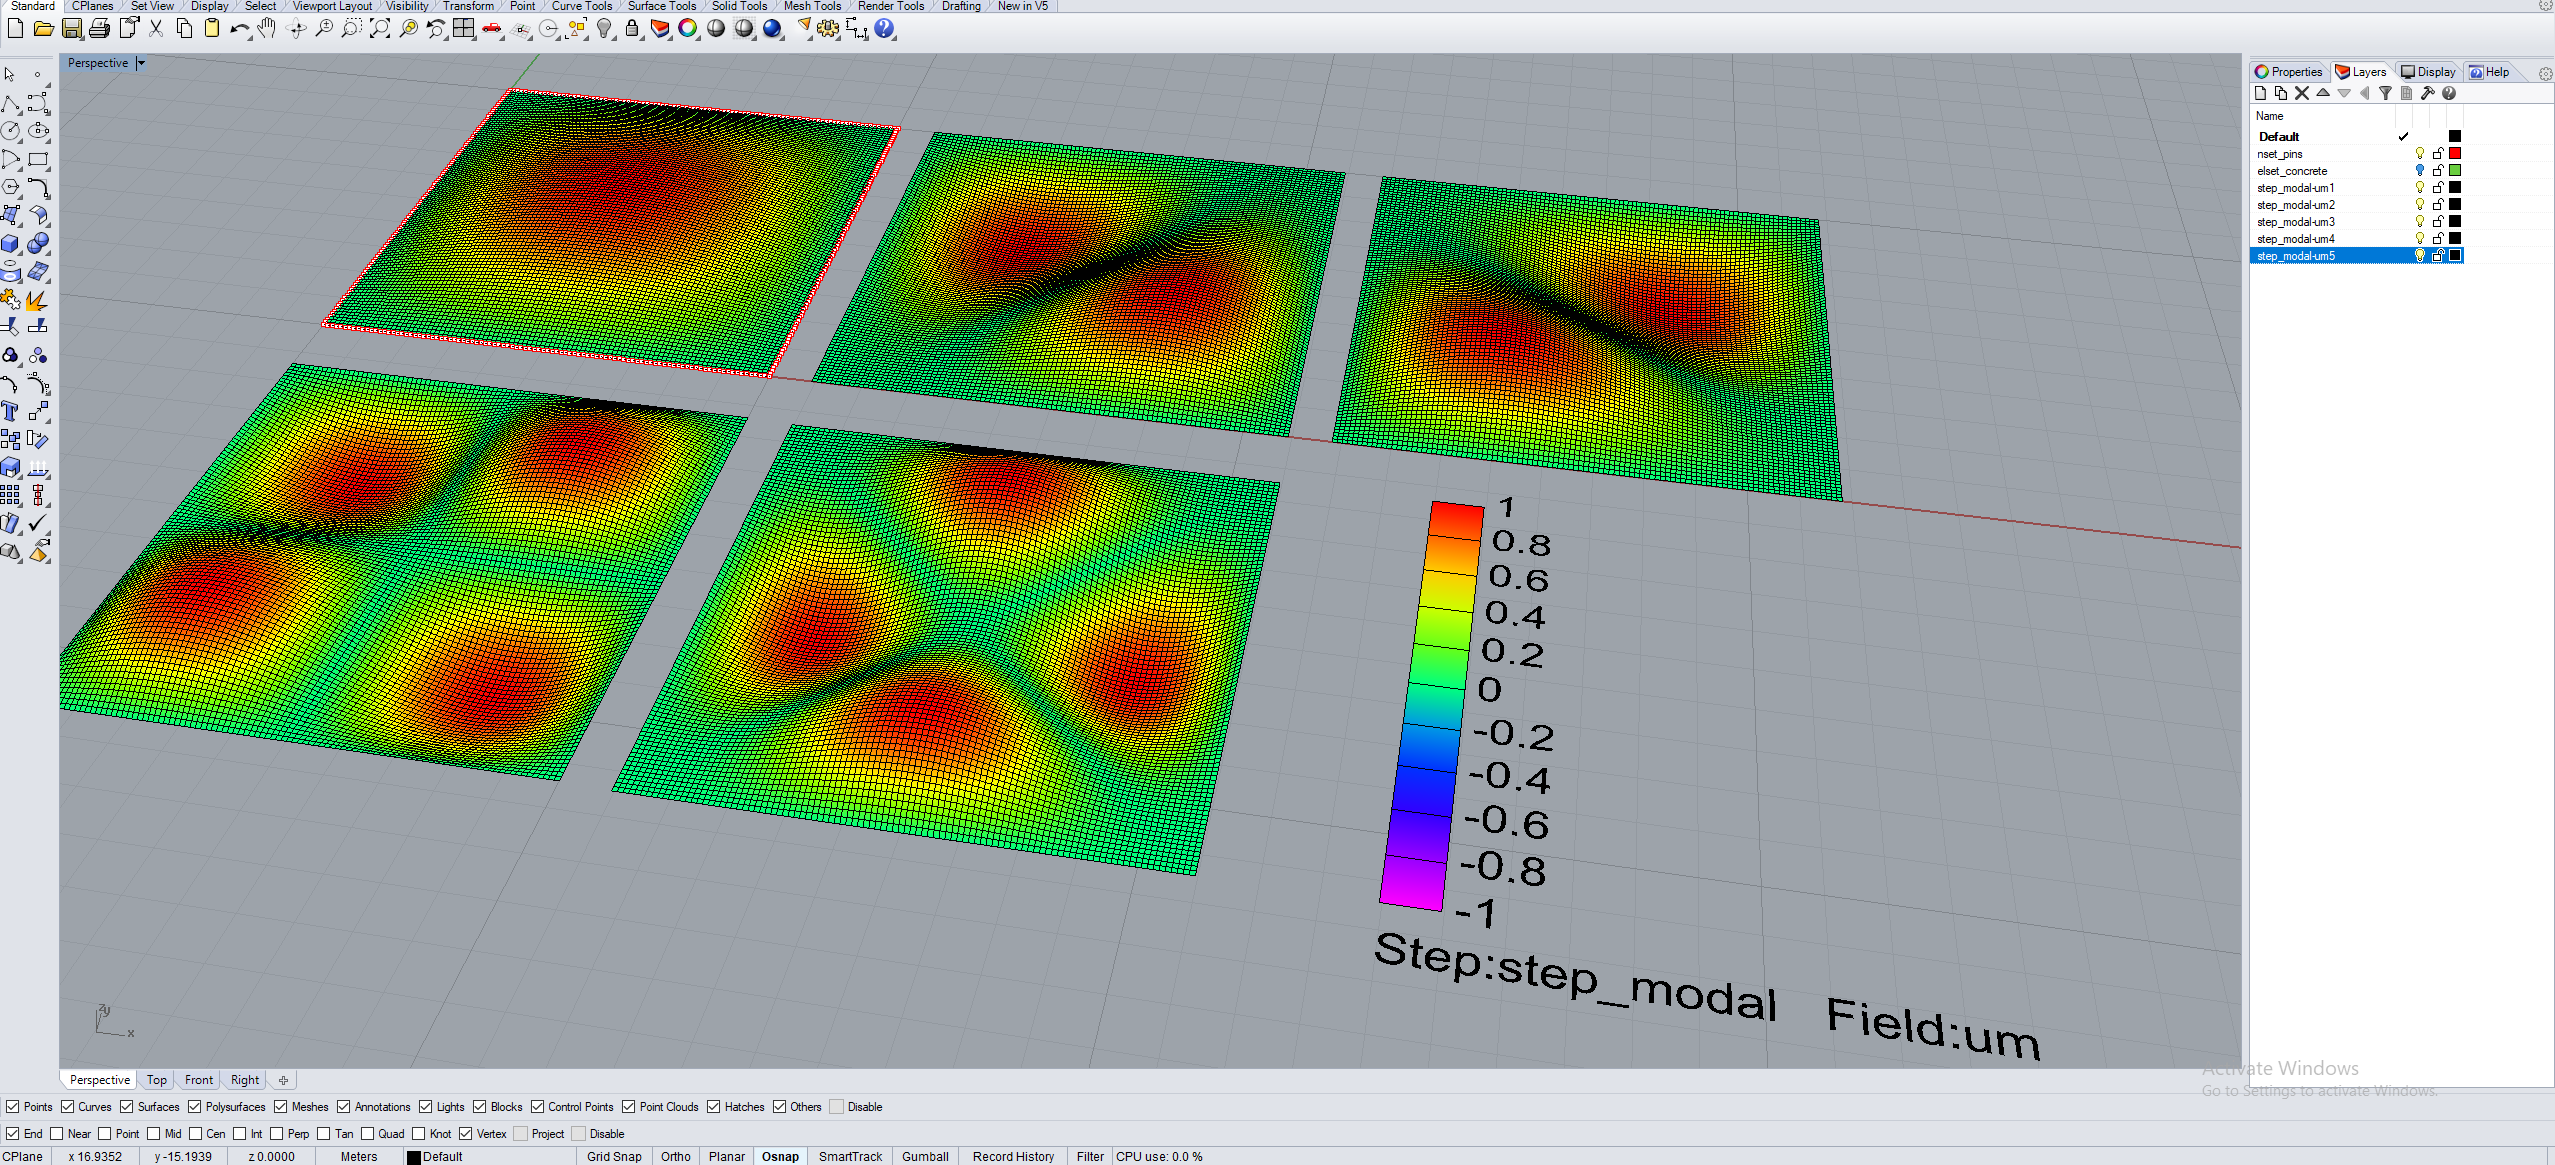 Standard CPlanes Set View Display Select Viewport Layout Visibility Transform Point Curve Tools Surface Tools Solid Tools Mesh Tools Render Tools Drafting New in V5
Perspective
Properties Layers Display Help
Name
Default
nset_pins
elset_concrete
step_modal-um1
step_modal-um2
step_modal-um3
step_modal-um4
step_modal-um5
1
0.8
0.6
0.4
0.2
0
-0.2
-0.4
-0.6
-0.8
-1
Step:step_modal Field:um
zy
x
Activate Windows
Go to Settings to activate Windows.
Perspective Top Front Right
Points Curves Surfaces Polysurfaces Meshes Annotations Lights Blocks Control Points Point Clouds Hatches Others Disable
End Near Point Mid Cen Int Perp Tan Quad Knot Vertex Project Disable
CPlane x 16.9352 y -15.1939 z 0.0000 Meters Default Grid Snap Ortho Planar Osnap SmartTrack Gumball Record History Filter CPU use: 0.0 %